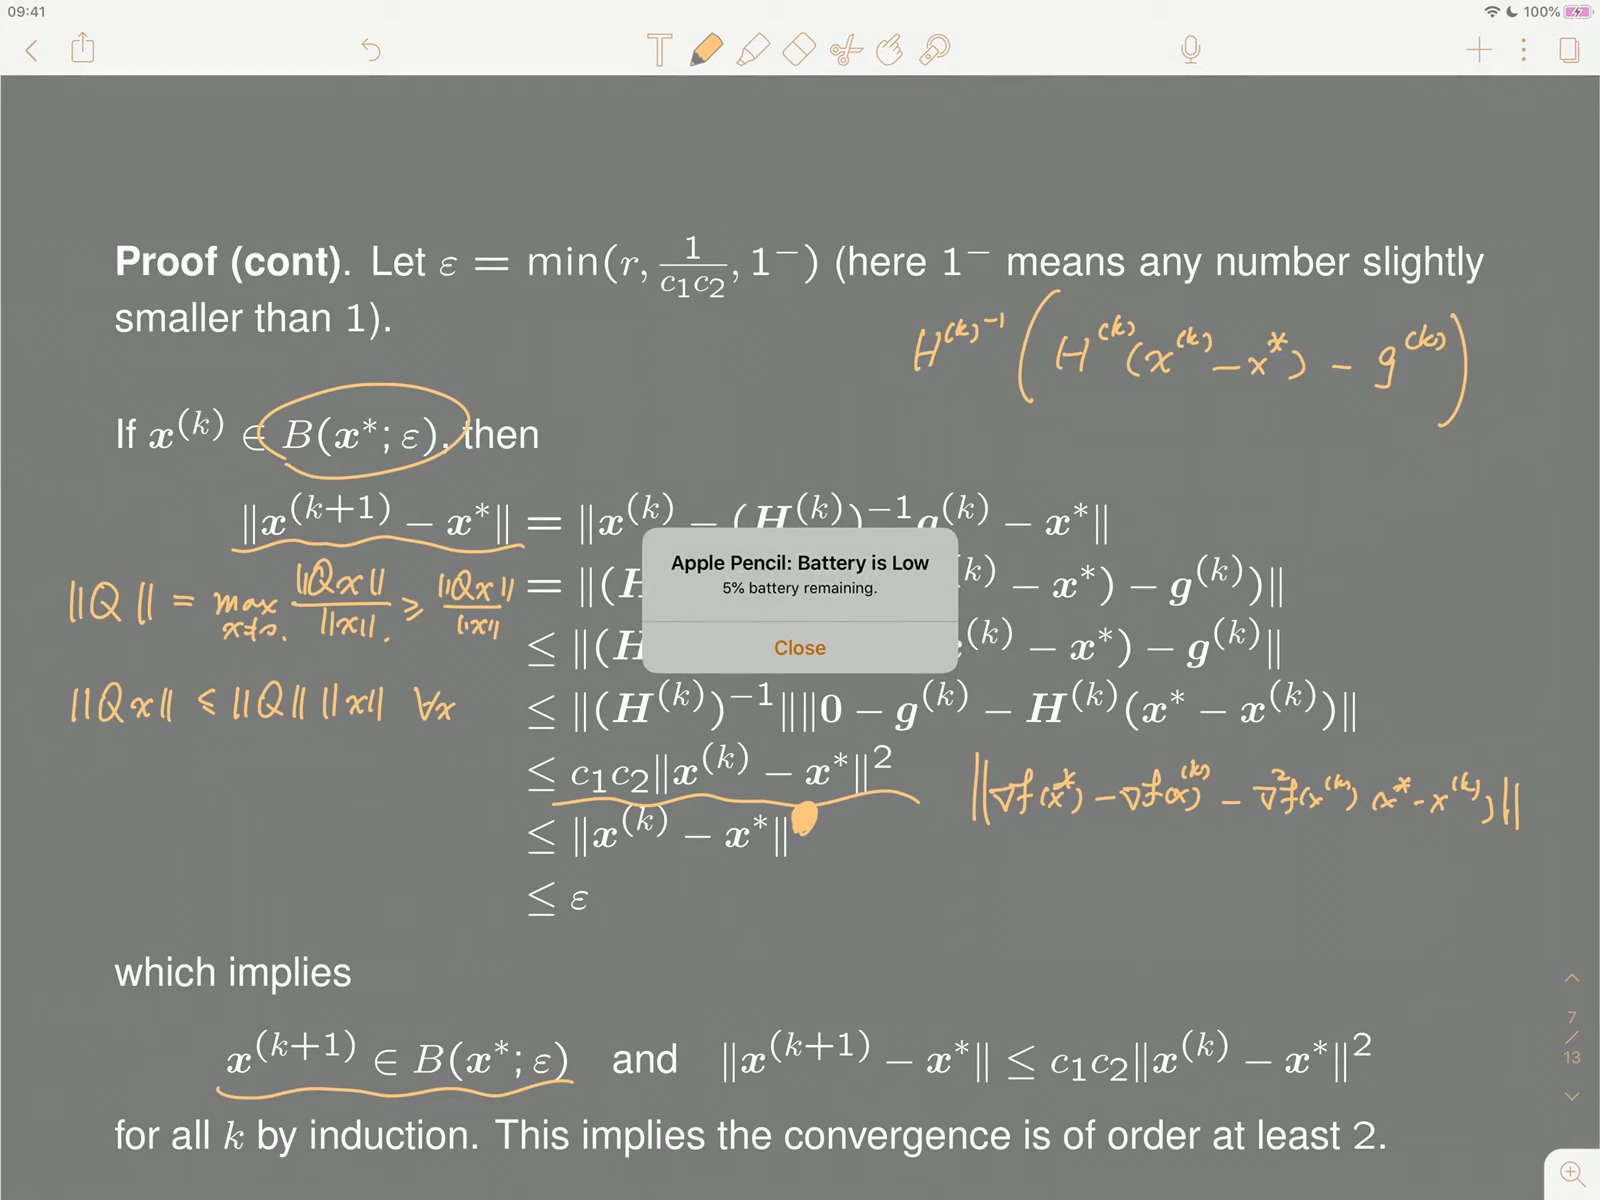 09:41
100%
Proof (cont). Let ε = min(r, 1/(c₁c₂), 1⁻) (here 1⁻ means any number slightly
smaller than 1).
H^(k)⁻¹ ( H^(k) (x^(k) − x*) − g^(k) )
If x^(k) ∈ B(x*; ε), then
‖x^(k+1) − x*‖ = ‖x^(k) − (H^(k))⁻¹g^(k) − x*‖
Apple Pencil: Battery is Low
5% battery remaining.
Close
‖Q‖ = max x≠0. ‖Qx‖/‖x‖. ≥ ‖Qx‖/‖x‖
= ‖(H (k) − x*) − g^(k))‖
≤ ‖(H (k) − x*) − g^(k)‖
‖Qx‖ ≤ ‖Q‖ ‖x‖ ∀x
≤ ‖(H^(k))⁻¹‖‖0 − g^(k) − H^(k)(x* − x^(k))‖
≤ c₁c₂‖x^(k) − x*‖²
‖∇f(x*) − ∇f(x)^(k) − ∇²f(x^(k)) (x* − x^(k))‖
≤ ‖x^(k) − x*‖
≤ ε
which implies
x^(k+1) ∈ B(x*; ε) and ‖x^(k+1) − x*‖ ≤ c₁c₂‖x^(k) − x*‖²
for all k by induction. This implies the convergence is of order at least 2.
7
/
13